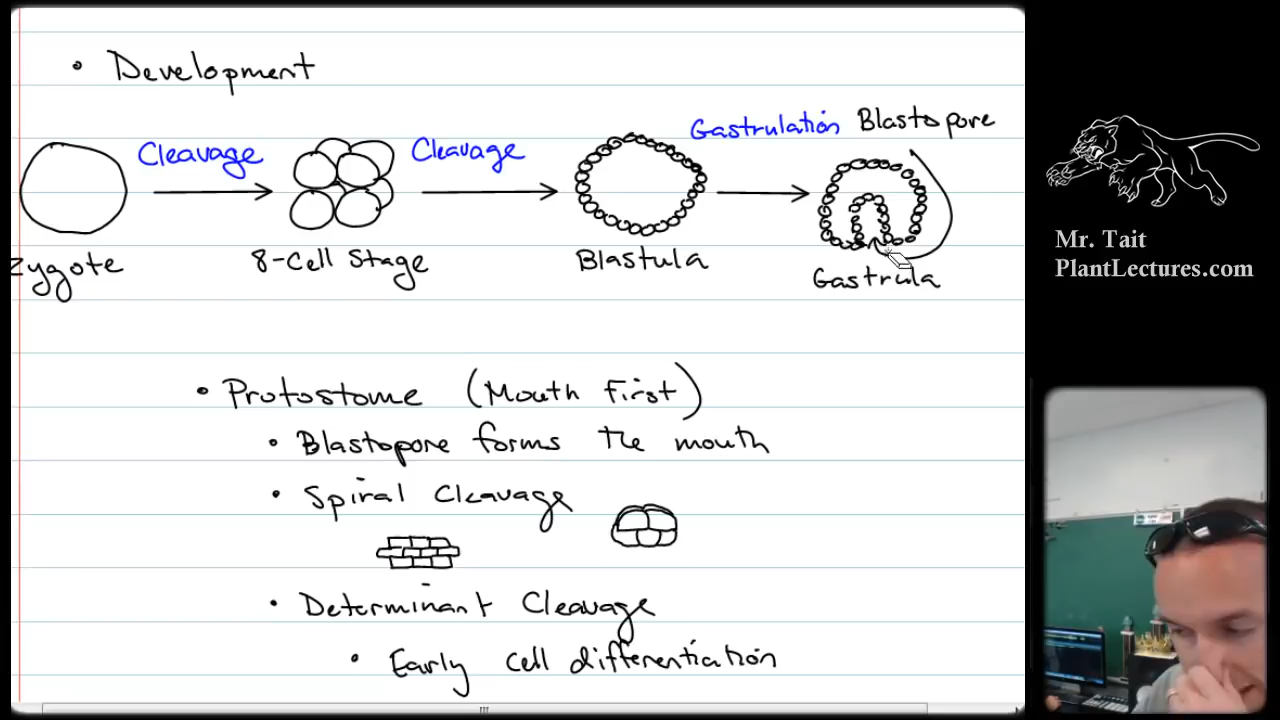 • Development
Gastrulation Blastopore
Cleavage Cleavage
Zygote 8-Cell Stage Blastula Gastrula
• Protostome (Mouth First)
• Blastopore forms the mouth
• Spiral Cleavage
• Determinant Cleavage
• Early cell differentiation
Mr. Tait
PlantLectures.com